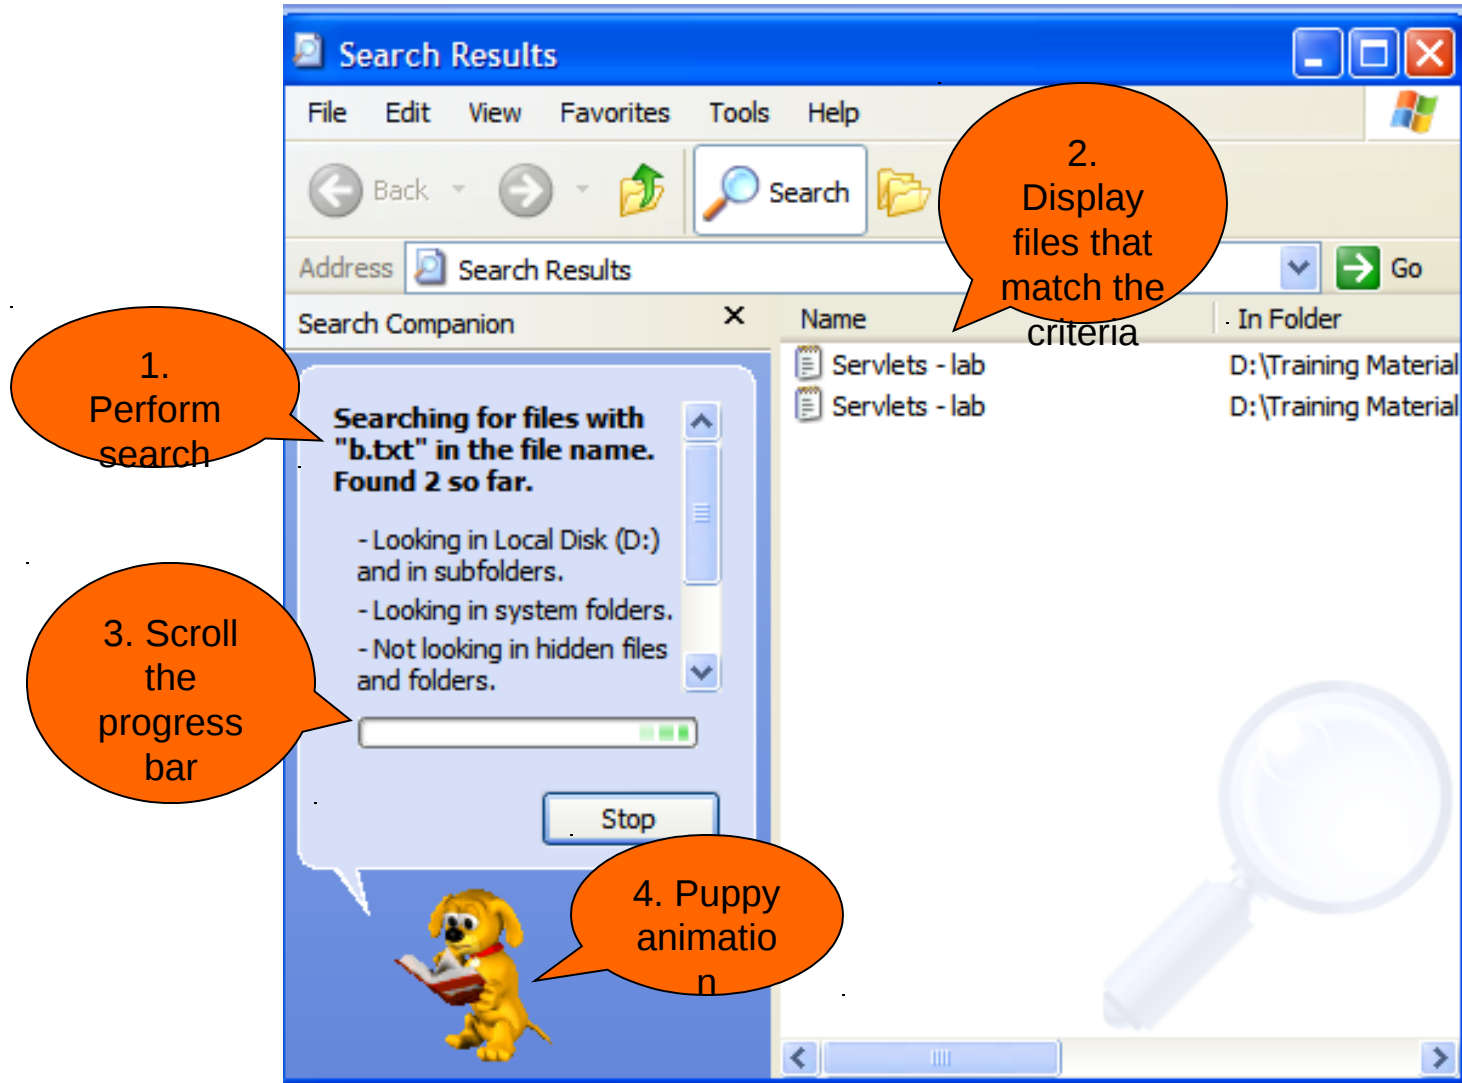 Search Results
File Edit View Favorites Tools Help
Back
Search
Address Search Results Go
Search Companion
Name In Folder
Servlets - lab D:\Training Material
Servlets - lab D:\Training Material
1.
Perform
search
2.
Display
files that
match the
criteria
Searching for files with
"b.txt" in the file name.
Found 2 so far.
- Looking in Local Disk (D:)
and in subfolders.
- Looking in system folders.
- Not looking in hidden files
and folders.
3. Scroll
the
progress
bar
Stop
4. Puppy
animatio
n